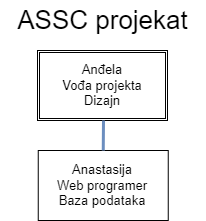 ASSC projekat
Anđela
Vođa projekta
Dizajn
Anastasija
Web programer
Baza podataka